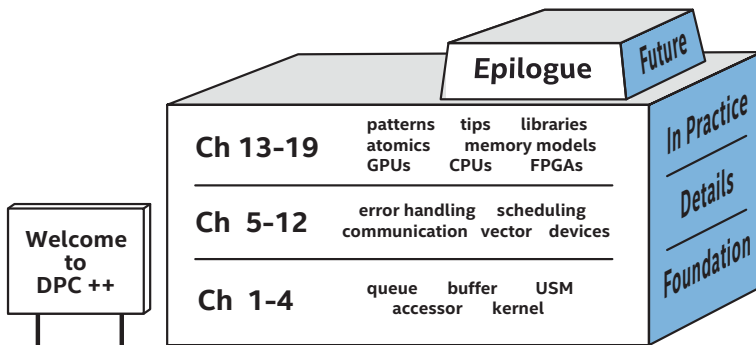 Epilogue
Future
Ch 13-19
patterns tips libraries
atomics memory models
GPUs CPUs FPGAs
In Practice
Ch 5-12
error handling scheduling
communication vector devices
Details
Ch 1-4
queue buffer USM
accessor kernel
Foundation
Welcome
to
DPC ++